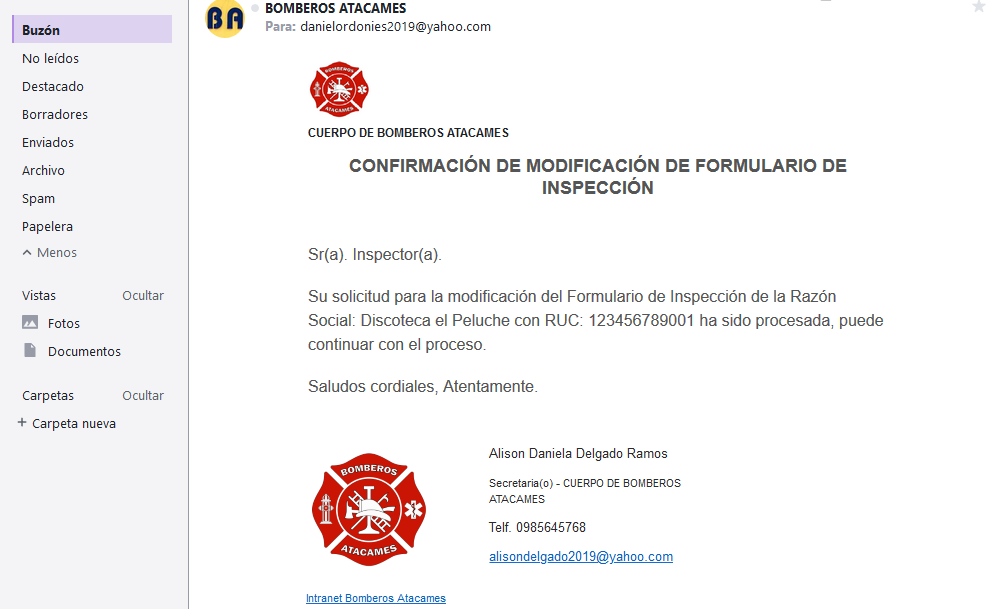 Buzón
No leídos
Destacado
Borradores
Enviados
Archivo
Spam
Papelera
Menos
Vistas Ocultar
Fotos
Documentos
Carpetas Ocultar
+ Carpeta nueva
BA
BOMBEROS ATACAMES
Para: danielordonies2019@yahoo.com
BOMBEROS
ATACAMES
CUERPO DE BOMBEROS ATACAMES
CONFIRMACIÓN DE MODIFICACIÓN DE FORMULARIO DE
INSPECCIÓN
Sr(a). Inspector(a).
Su solicitud para la modificación del Formulario de Inspección de la Razón
Social: Discoteca el Peluche con RUC: 123456789001 ha sido procesada, puede
continuar con el proceso.
Saludos cordiales, Atentamente.
BOMBEROS
ATACAMES
Alison Daniela Delgado Ramos
Secretaria(o) - CUERPO DE BOMBEROS
ATACAMES
Telf. 0985645768
alisondelgado2019@yahoo.com
Intranet Bomberos Atacames